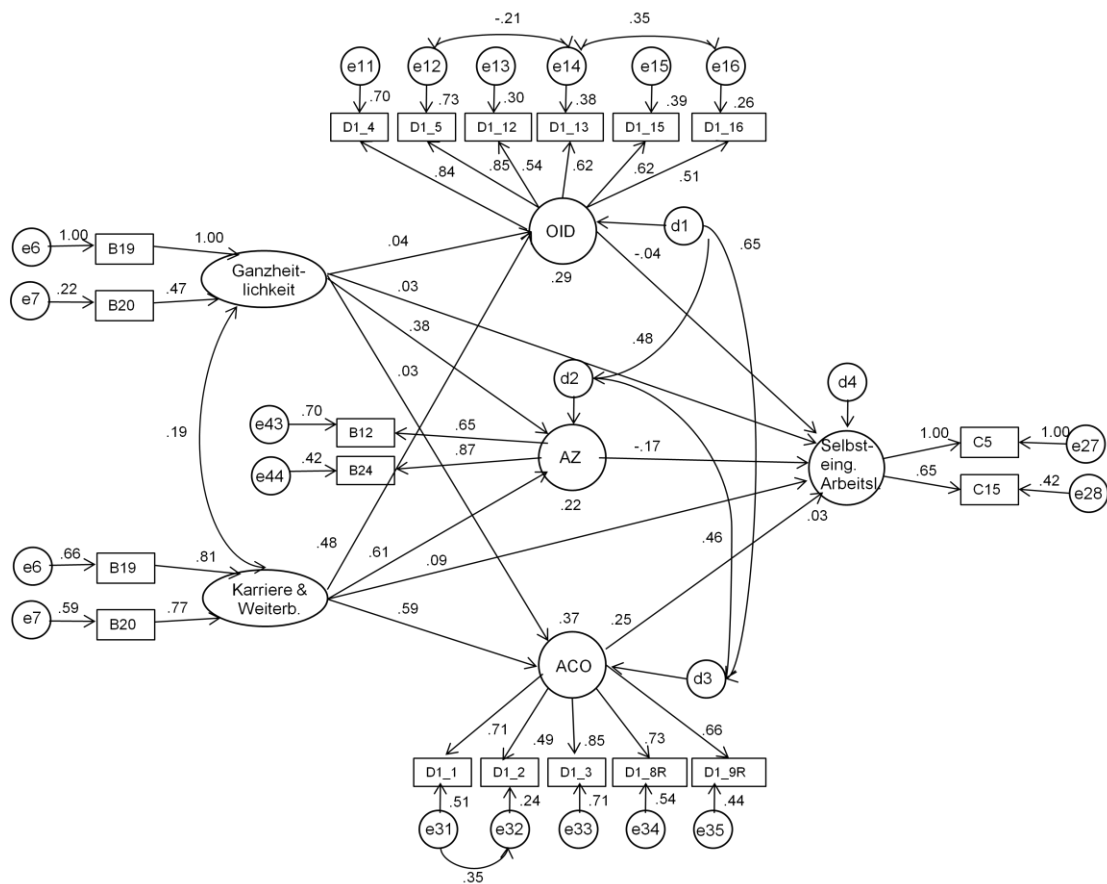 -.21
.35
e11
e12
e13
e14
e15
e16
.70
.73
.30
.38
.39
.26
D1_4
D1_5
D1_12
D1_13
D1_15
D1_16
.84
.85
.54
.62
.62
.51
OID
d1
.29
-.04
.65
e6
1.00
B19
1.00
e7
.22
B20
.47
Ganzheit-
lichkeit
.04
.03
.38
.03
.48
d2
d4
.19
e43
.70
B12
.65
e44
.42
B24
.87
AZ
.22
-.17
Selbst-
eing.
Arbeitsl.
.03
1.00
C5
1.00
e27
.65
C15
.42
e28
.46
e6
.66
B19
.81
e7
.59
B20
.77
Karriere &
Weiterb.
.48
.61
.09
.59
.25
.37
ACO
d3
.71
.49
.85
.73
.66
D1_1
D1_2
D1_3
D1_8R
D1_9R
.51
.24
.71
.54
.44
e31
e32
e33
e34
e35
.35